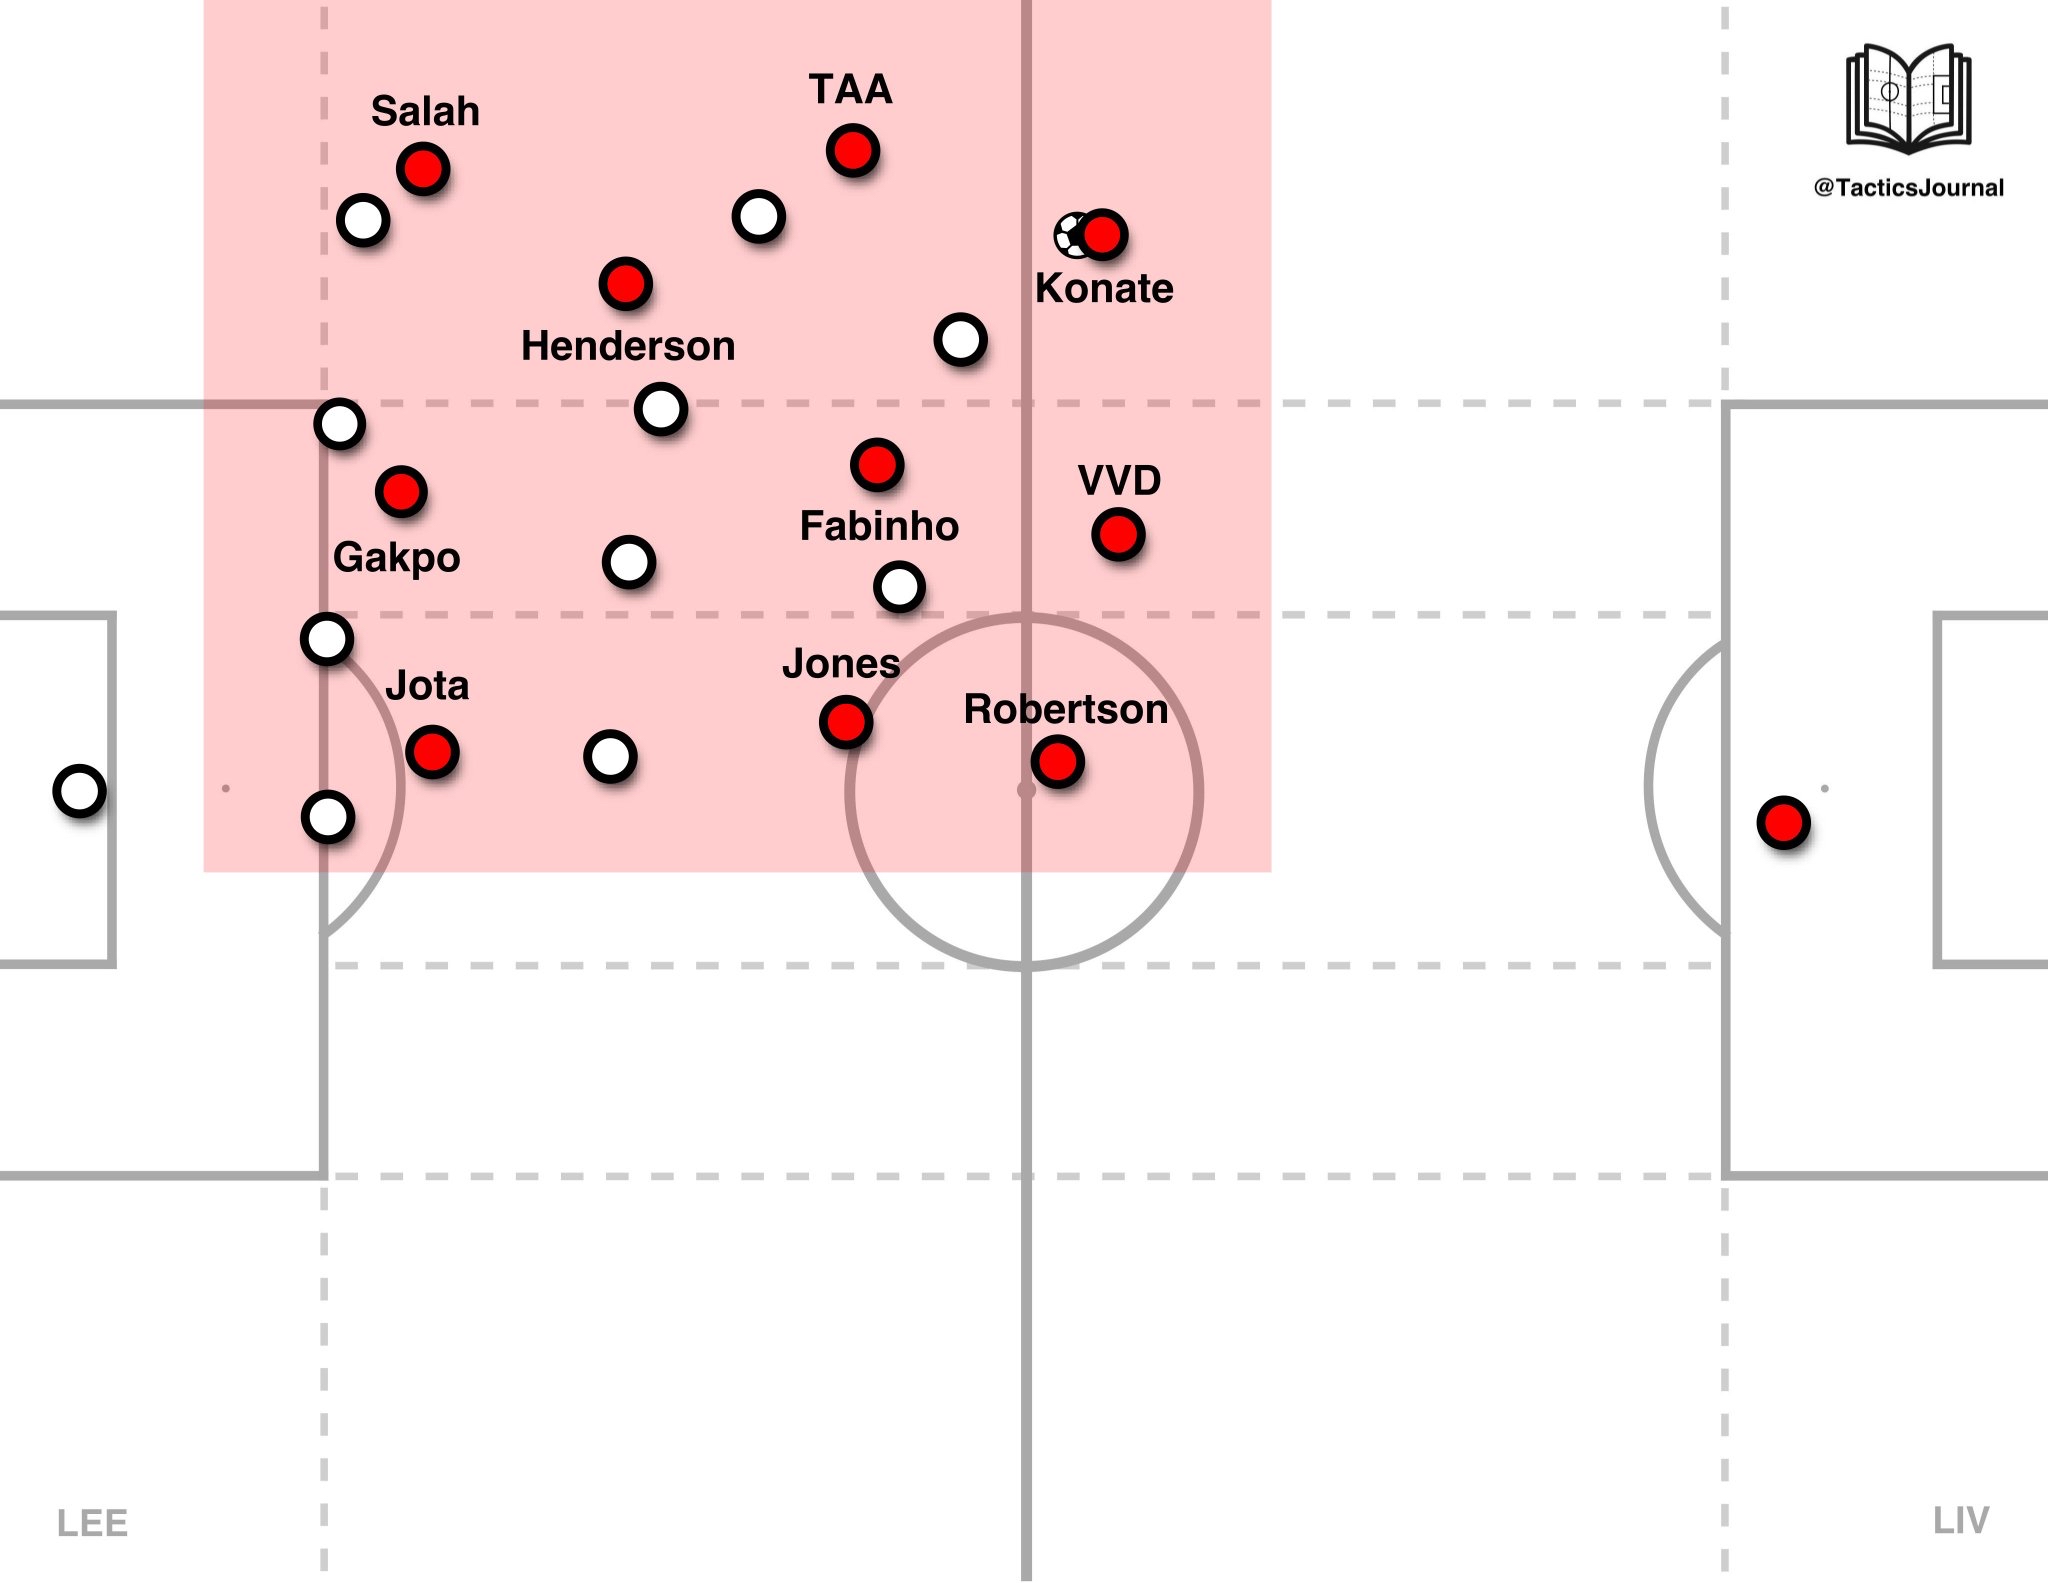 TAA
Salah
@TacticsJournal
Konate
Henderson
VVD
Fabinho
Gakpo
Jones
Jota
Robertson
LEE
LIV